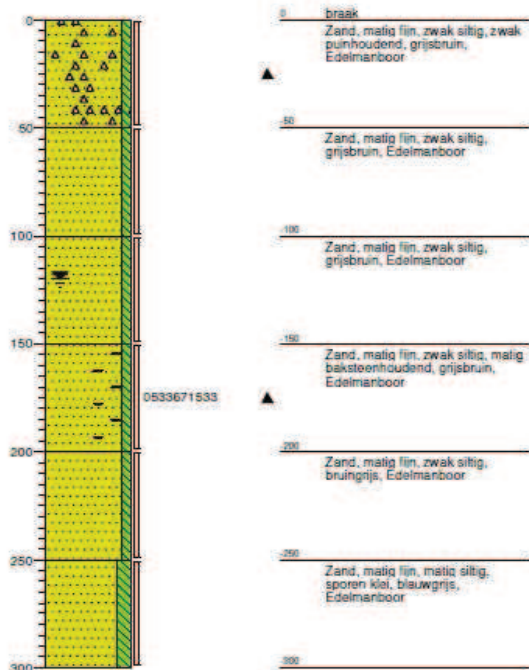 0
50
100
150
200
250
300
0533671533
0
braak
Zand, matig fijn, zwak siltig, zwak
puinhoudend, grijsbruin,
Edelmanboor
-50
Zand, matig fijn, zwak siltig,
grijsbruin, Edelmanboor
-100
Zand, matig fijn, zwak siltig,
grijsbruin, Edelmanboor
-150
Zand, matig fijn, zwak siltig, matig
baksteenhoudend, grijsbruin,
Edelmanboor
-200
Zand, matig fijn, zwak siltig,
bruingrijs, Edelmanboor
-250
Zand, matig fijn, matig siltig,
sporen klei, blauwgrijs,
Edelmanboor
-300